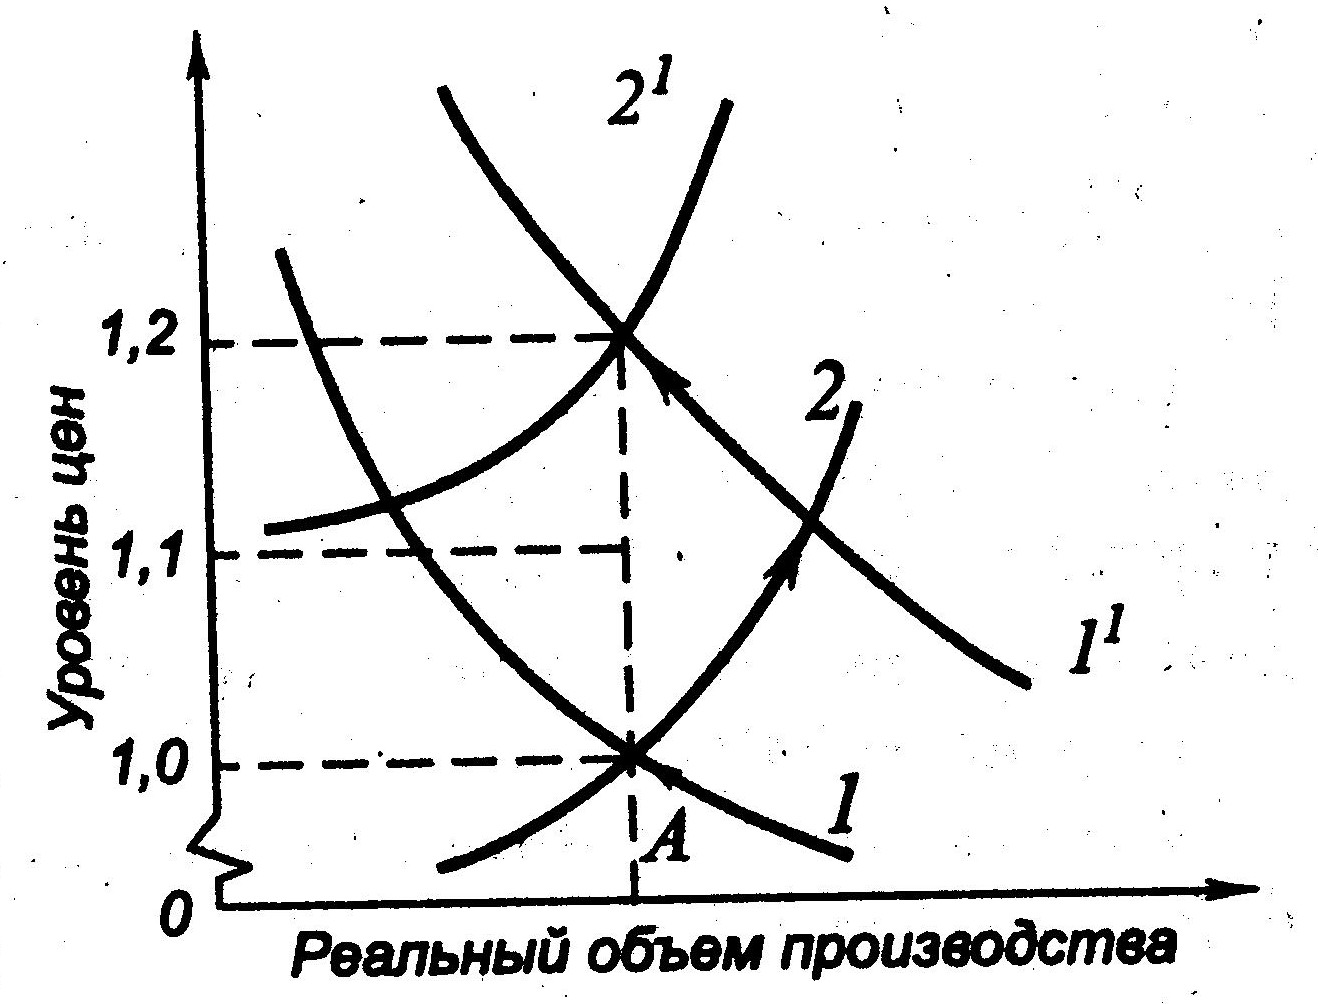 2¹
1,2
2
Уровень цен
1,1
1¹
1,0
1
A
0
Реальный объем производства